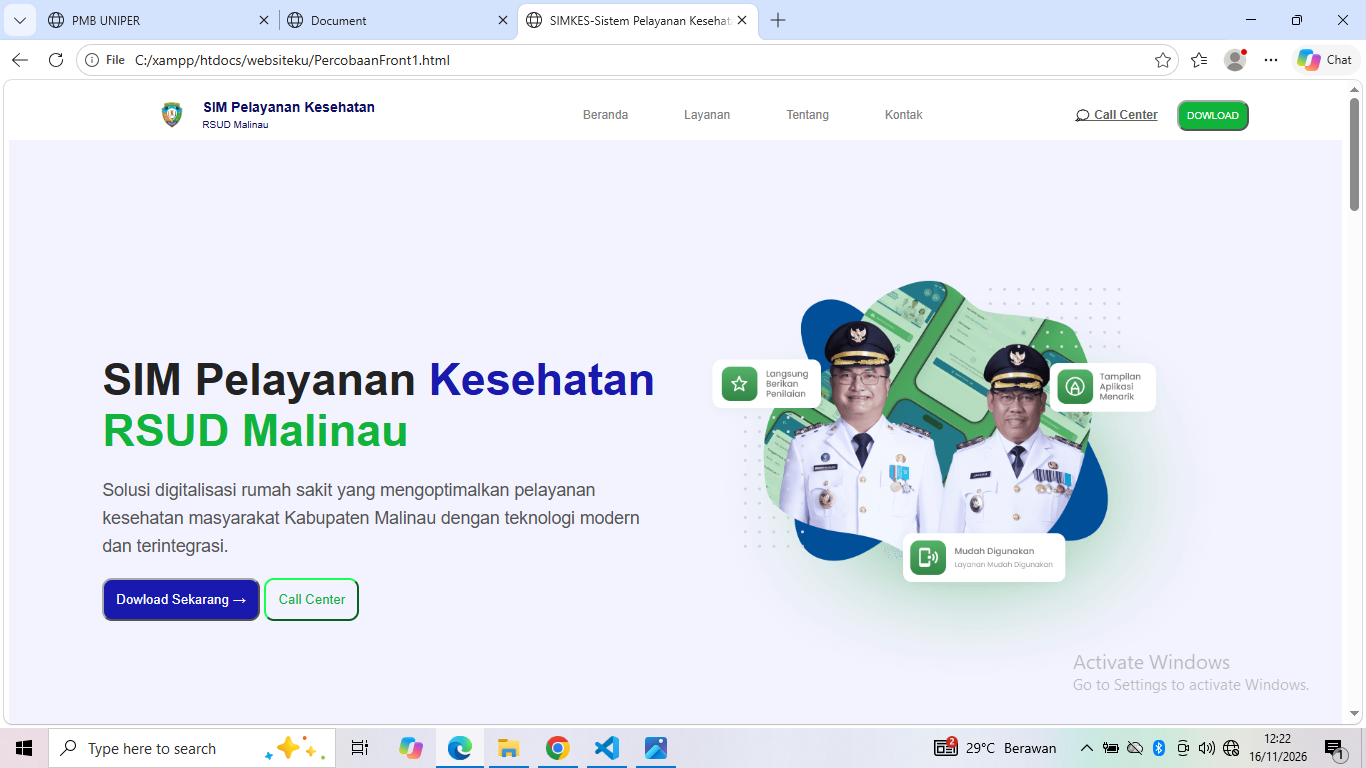 PMB UNIPER
Document
SIMKES-Sistem Pelayanan Kesehat
File C:/xampp/htdocs/websiteku/PercobaanFront1.html
Chat
SIM Pelayanan Kesehatan
RSUD Malinau
Beranda
Layanan
Tentang
Kontak
Call Center
DOWLOAD
SIM Pelayanan Kesehatan
RSUD Malinau
Solusi digitalisasi rumah sakit yang mengoptimalkan pelayanan
kesehatan masyarakat Kabupaten Malinau dengan teknologi modern
dan terintegrasi.
Dowload Sekarang →
Call Center
Langsung
Berikan
Penilaian
Tampilan
Aplikasi
Menarik
Mudah Digunakan
Layanan Mudah Digunakan
Activate Windows
Go to Settings to activate Windows.
Type here to search
2
29°C Berawan
12:22
16/11/2026
1